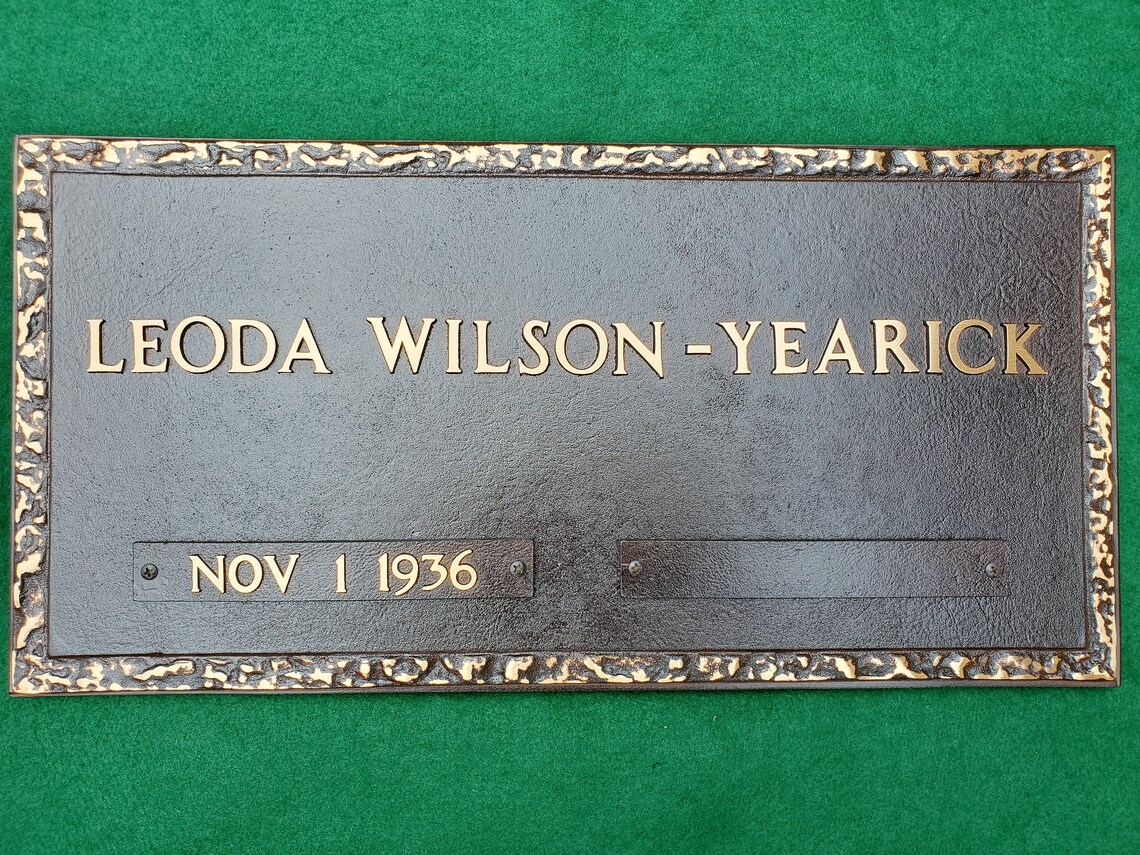 LEODA WILSON-YEARICK
NOV 1 1936